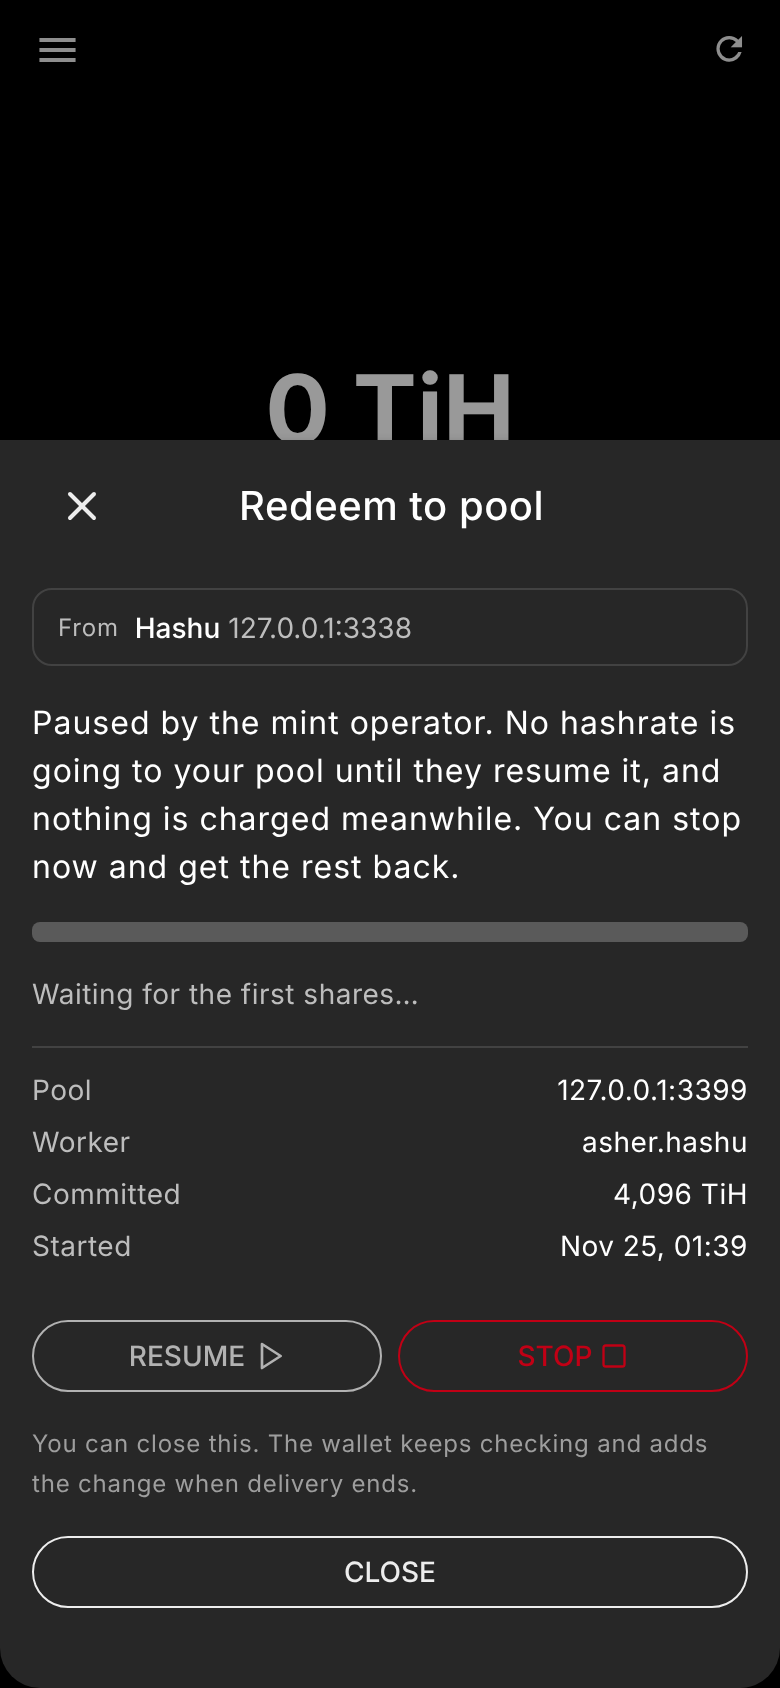 0 TiH
Redeem to pool
From Hashu 127.0.0.1:3338
Paused by the mint operator. No hashrate is
going to your pool until they resume it, and
nothing is charged meanwhile. You can stop
now and get the rest back.
Waiting for the first shares...
Pool 127.0.0.1:3399
Worker asher.hashu
Committed 4,096 TiH
Started Nov 25, 01:39
RESUME STOP
You can close this. The wallet keeps checking and adds
the change when delivery ends.
CLOSE